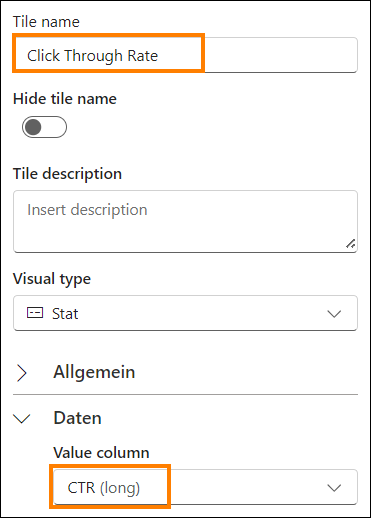 Tile name
Click Through Rate
Hide tile name
Tile description
Insert description
Visual type
Stat
Allgemein
Daten
Value column
CTR (long)